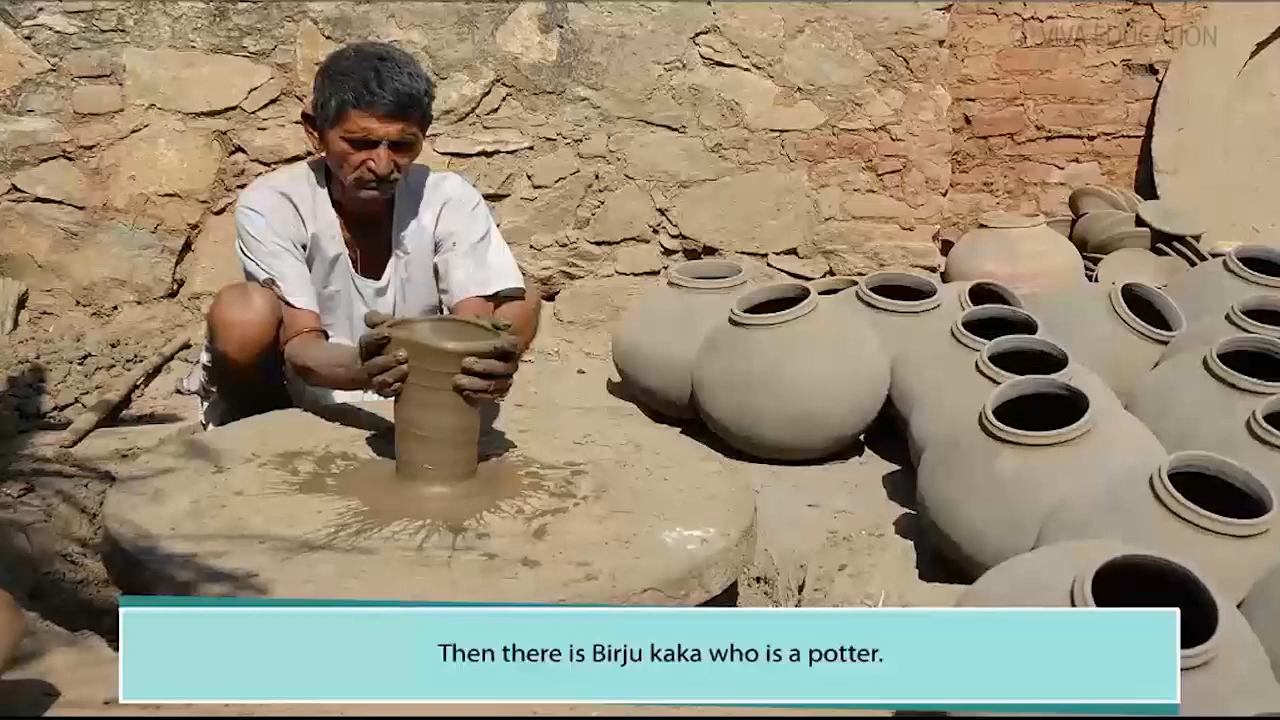 © VIVA EDUCATION
Then there is Birju kaka who is a potter.